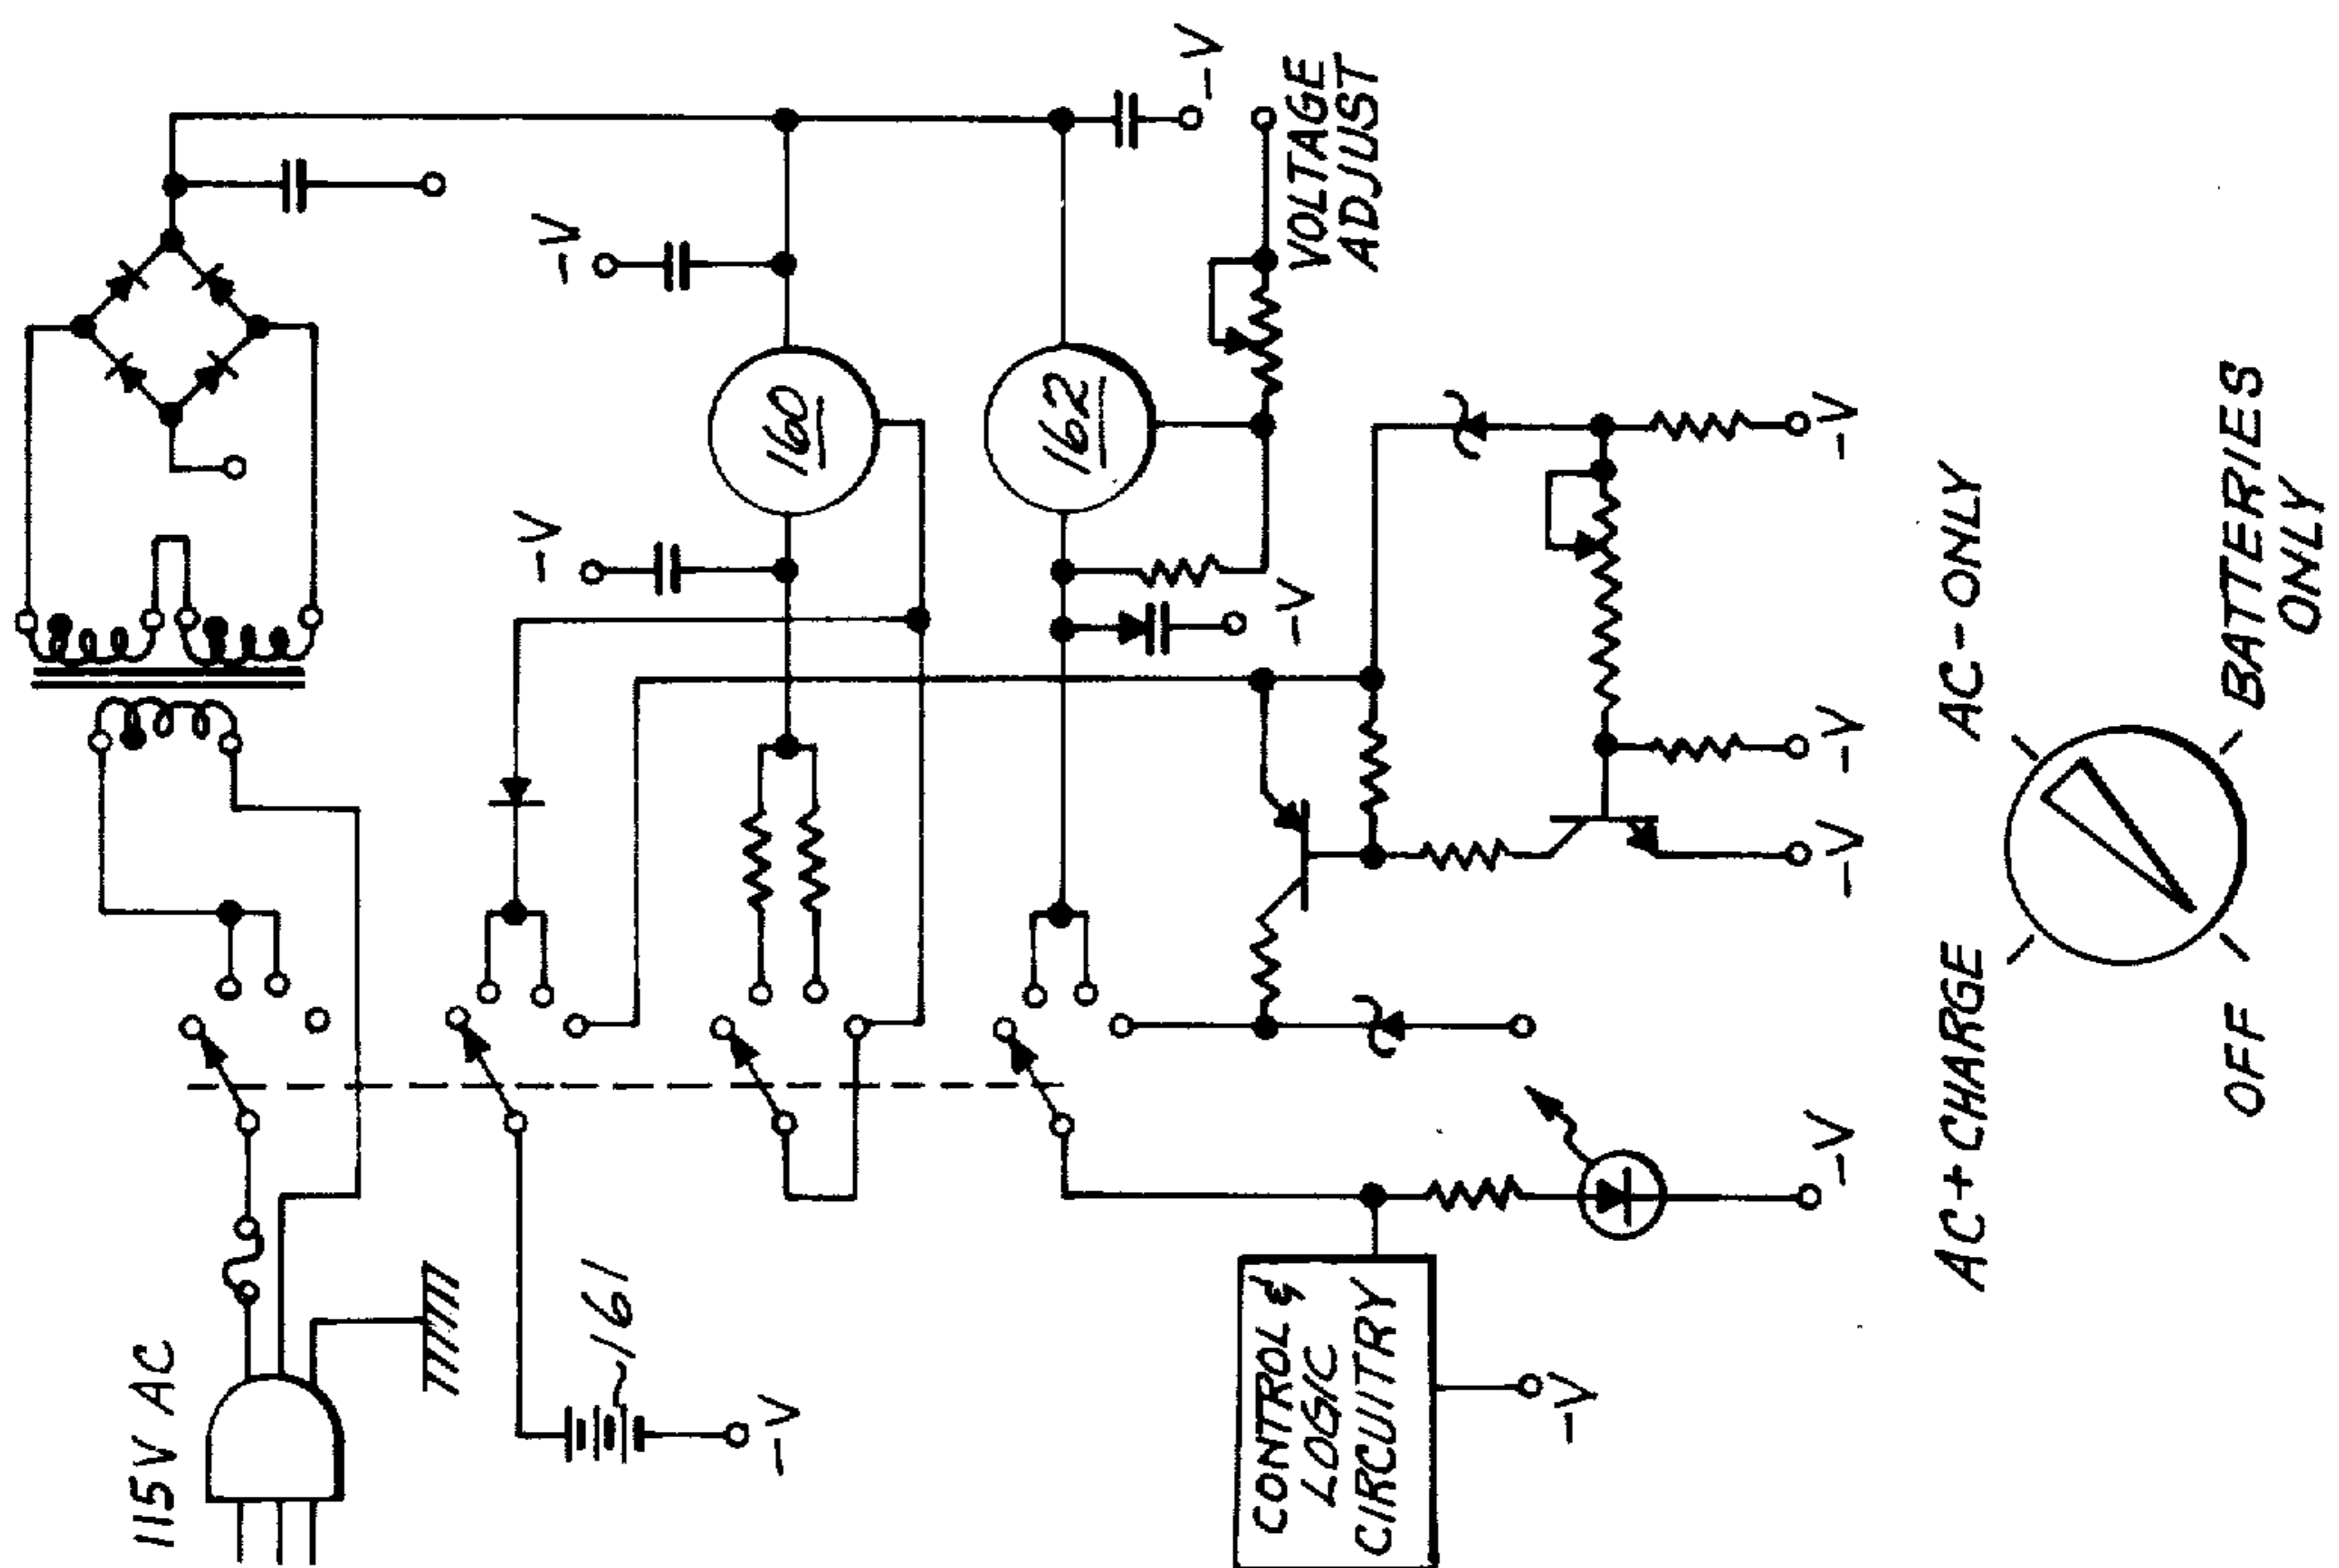 115V AC
-V
-V
-V
160
162
VOLTAGE
ADJUST
-V
161
-V
CONTROL &
LOGIC
CIRCUITRY
-V
-V
-V
-V
-V
AC+CHARGE
AC-ONLY
OFF
BATTERIES
ONLY